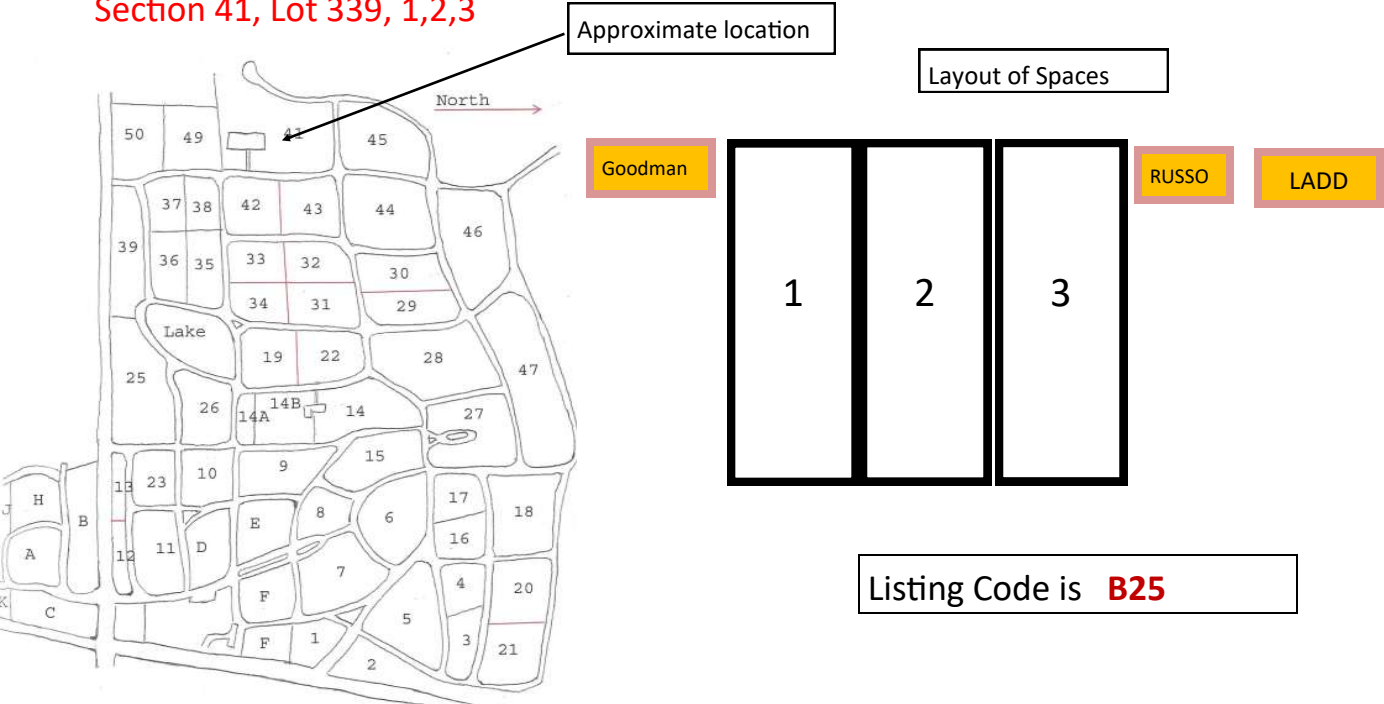 Section 41, Lot 339, 1,2,3
Approximate location
Layout of Spaces
North
50
49
41
45
Goodman
RUSSO
LADD
37
38
42
43
44
46
39
36
35
33
32
30
34
31
29
1
2
3
Lake
19
22
28
47
25
26
14A
14B
14
27
15
13
23
10
9
17
18
H
J
B
E
8
6
16
A
12
11
D
7
4
20
K
C
F
5
F
1
3
21
2
Listing Code is B25